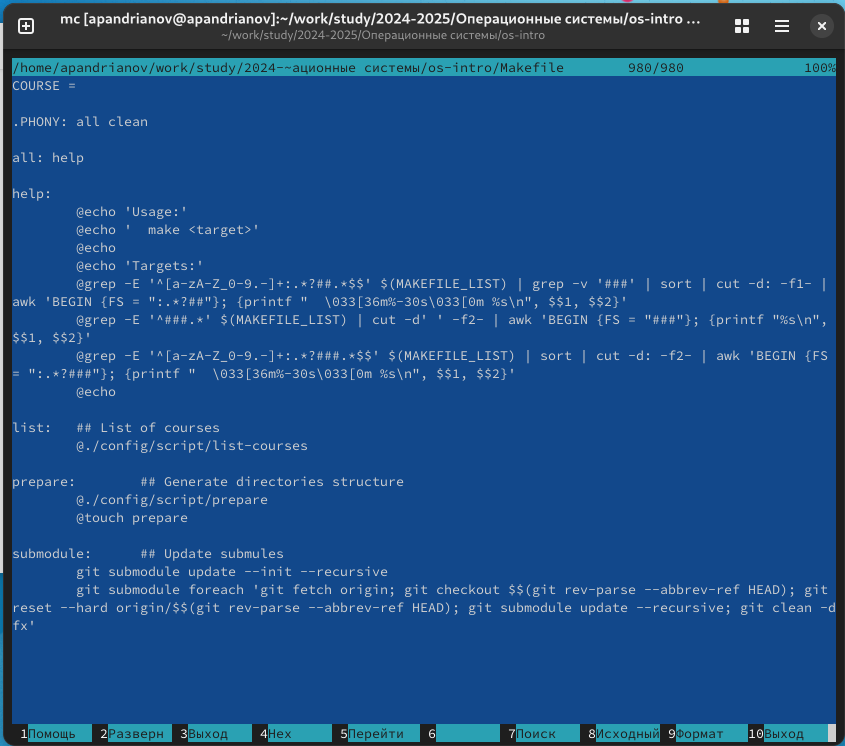 mc [apandrianov@apandrianov]:~/work/study/2024-2025/Операционные системы/os-intro ...
~/work/study/2024-2025/Операционные системы/os-intro
/home/apandrianov/work/study/2024~~ационные системы/os-intro/Makefile 980/980 100%
COURSE =
.PHONY: all clean
all: help
help:
@echo 'Usage:'
@echo '  make <target>'
@echo
@echo 'Targets:'
@grep -E '^[a-zA-Z_0-9.-]+:.*?##.*$$' $(MAKEFILE_LIST) | grep -v '###' | sort | cut -d: -f1- |
awk 'BEGIN {FS = ":.*?##"}; {printf "  \033[36m%-30s\033[0m %s\n", $$1, $$2}'
@grep -E '^###.*' $(MAKEFILE_LIST) | cut -d' ' -f2- | awk 'BEGIN {FS = "###"}; {printf "%s\n",
$$1, $$2}'
@grep -E '^[a-zA-Z_0-9.-]+:.*?###.*$$' $(MAKEFILE_LIST) | sort | cut -d: -f2- | awk 'BEGIN {FS
= ":.*?###"}; {printf "  \033[36m%-30s\033[0m %s\n", $$1, $$2}'
@echo
list:   ## List of courses
@./config/script/list-courses
prepare:        ## Generate directories structure
@./config/script/prepare
@touch prepare
submodule:      ## Update submules
git submodule update --init --recursive
git submodule foreach 'git fetch origin; git checkout $$(git rev-parse --abbrev-ref HEAD); git
reset --hard origin/$$(git rev-parse --abbrev-ref HEAD); git submodule update --recursive; git clean -d
fx'
1Помощь 2Разверн 3Выход 4Hex 5Перейти 6 7Поиск 8Исходный 9Формат 10Выход